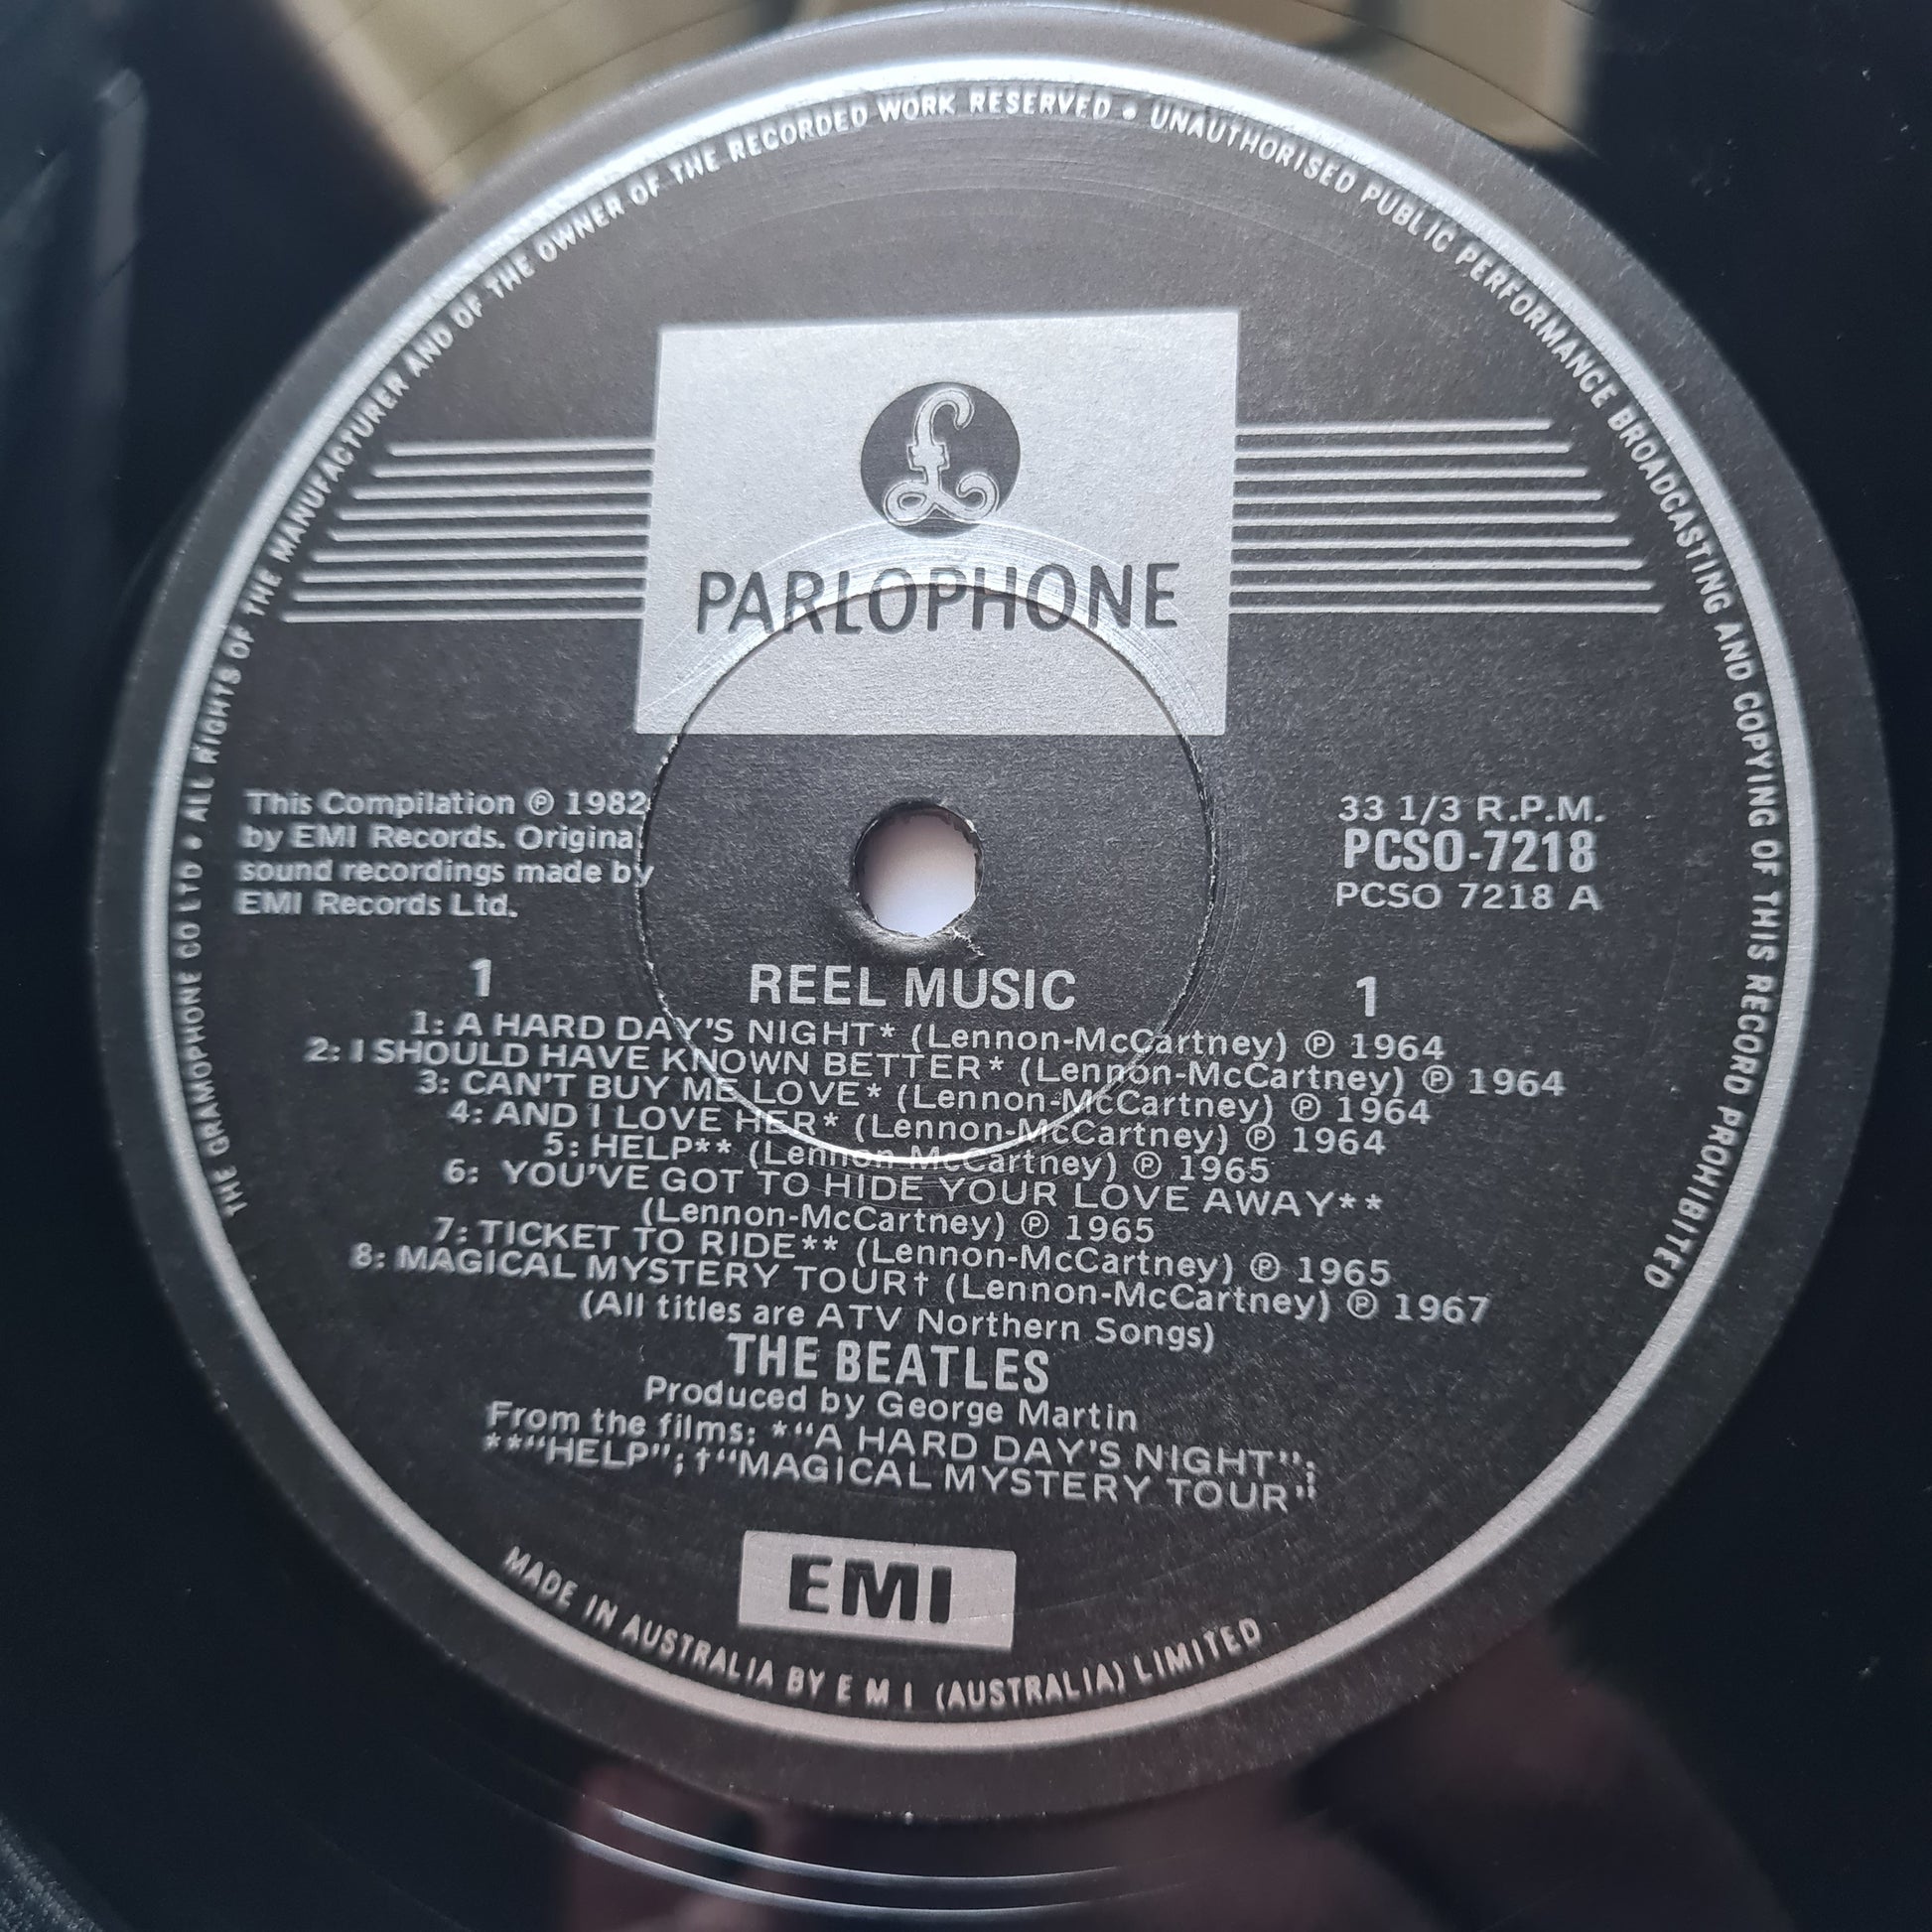 THE GRAMOPHONE CO LTD • ALL RIGHTS OF THE MANUFACTURER AND OF THE OWNER OF THE RECORDED WORK RESERVED • UNAUTHORISED PUBLIC PERFORMANCE BROADCASTING AND COPYING OF THIS RECORD PROHIBITED
£
PARLOPHONE
This Compilation ℗ 1982
by EMI Records. Original
sound recordings made by
EMI Records Ltd.
33 1/3 R.P.M.
PCSO-7218
PCSO 7218 A
1 REEL MUSIC 1
1: A HARD DAY'S NIGHT* (Lennon-McCartney) ℗ 1964
2: I SHOULD HAVE KNOWN BETTER* (Lennon-McCartney) ℗ 1964
3: CAN'T BUY ME LOVE* (Lennon-McCartney) ℗ 1964
4: AND I LOVE HER* (Lennon-McCartney) ℗ 1964
5: HELP** (Lennon-McCartney) ℗ 1965
6: YOU'VE GOT TO HIDE YOUR LOVE AWAY**
(Lennon-McCartney) ℗ 1965
7: TICKET TO RIDE** (Lennon-McCartney) ℗ 1965
8: MAGICAL MYSTERY TOUR† (Lennon-McCartney) ℗ 1967
(All titles are ATV Northern Songs)
THE BEATLES
Produced by George Martin
From the films: *"A HARD DAY'S NIGHT";
**"HELP"; †"MAGICAL MYSTERY TOUR";
EMI
MADE IN AUSTRALIA BY E M I (AUSTRALIA) LIMITED